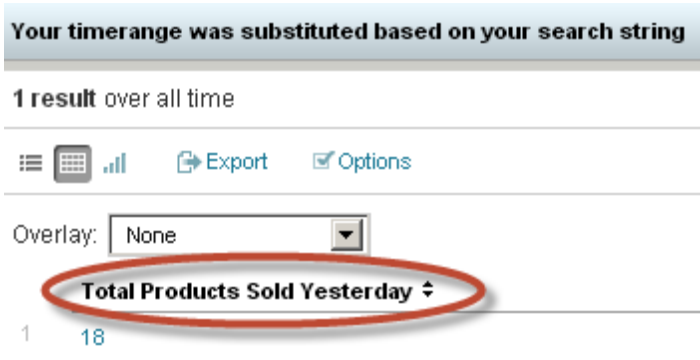 Your timerange was substituted based on your search string
1 result over all time
Export Options
Overlay: None
Total Products Sold Yesterday
1 18